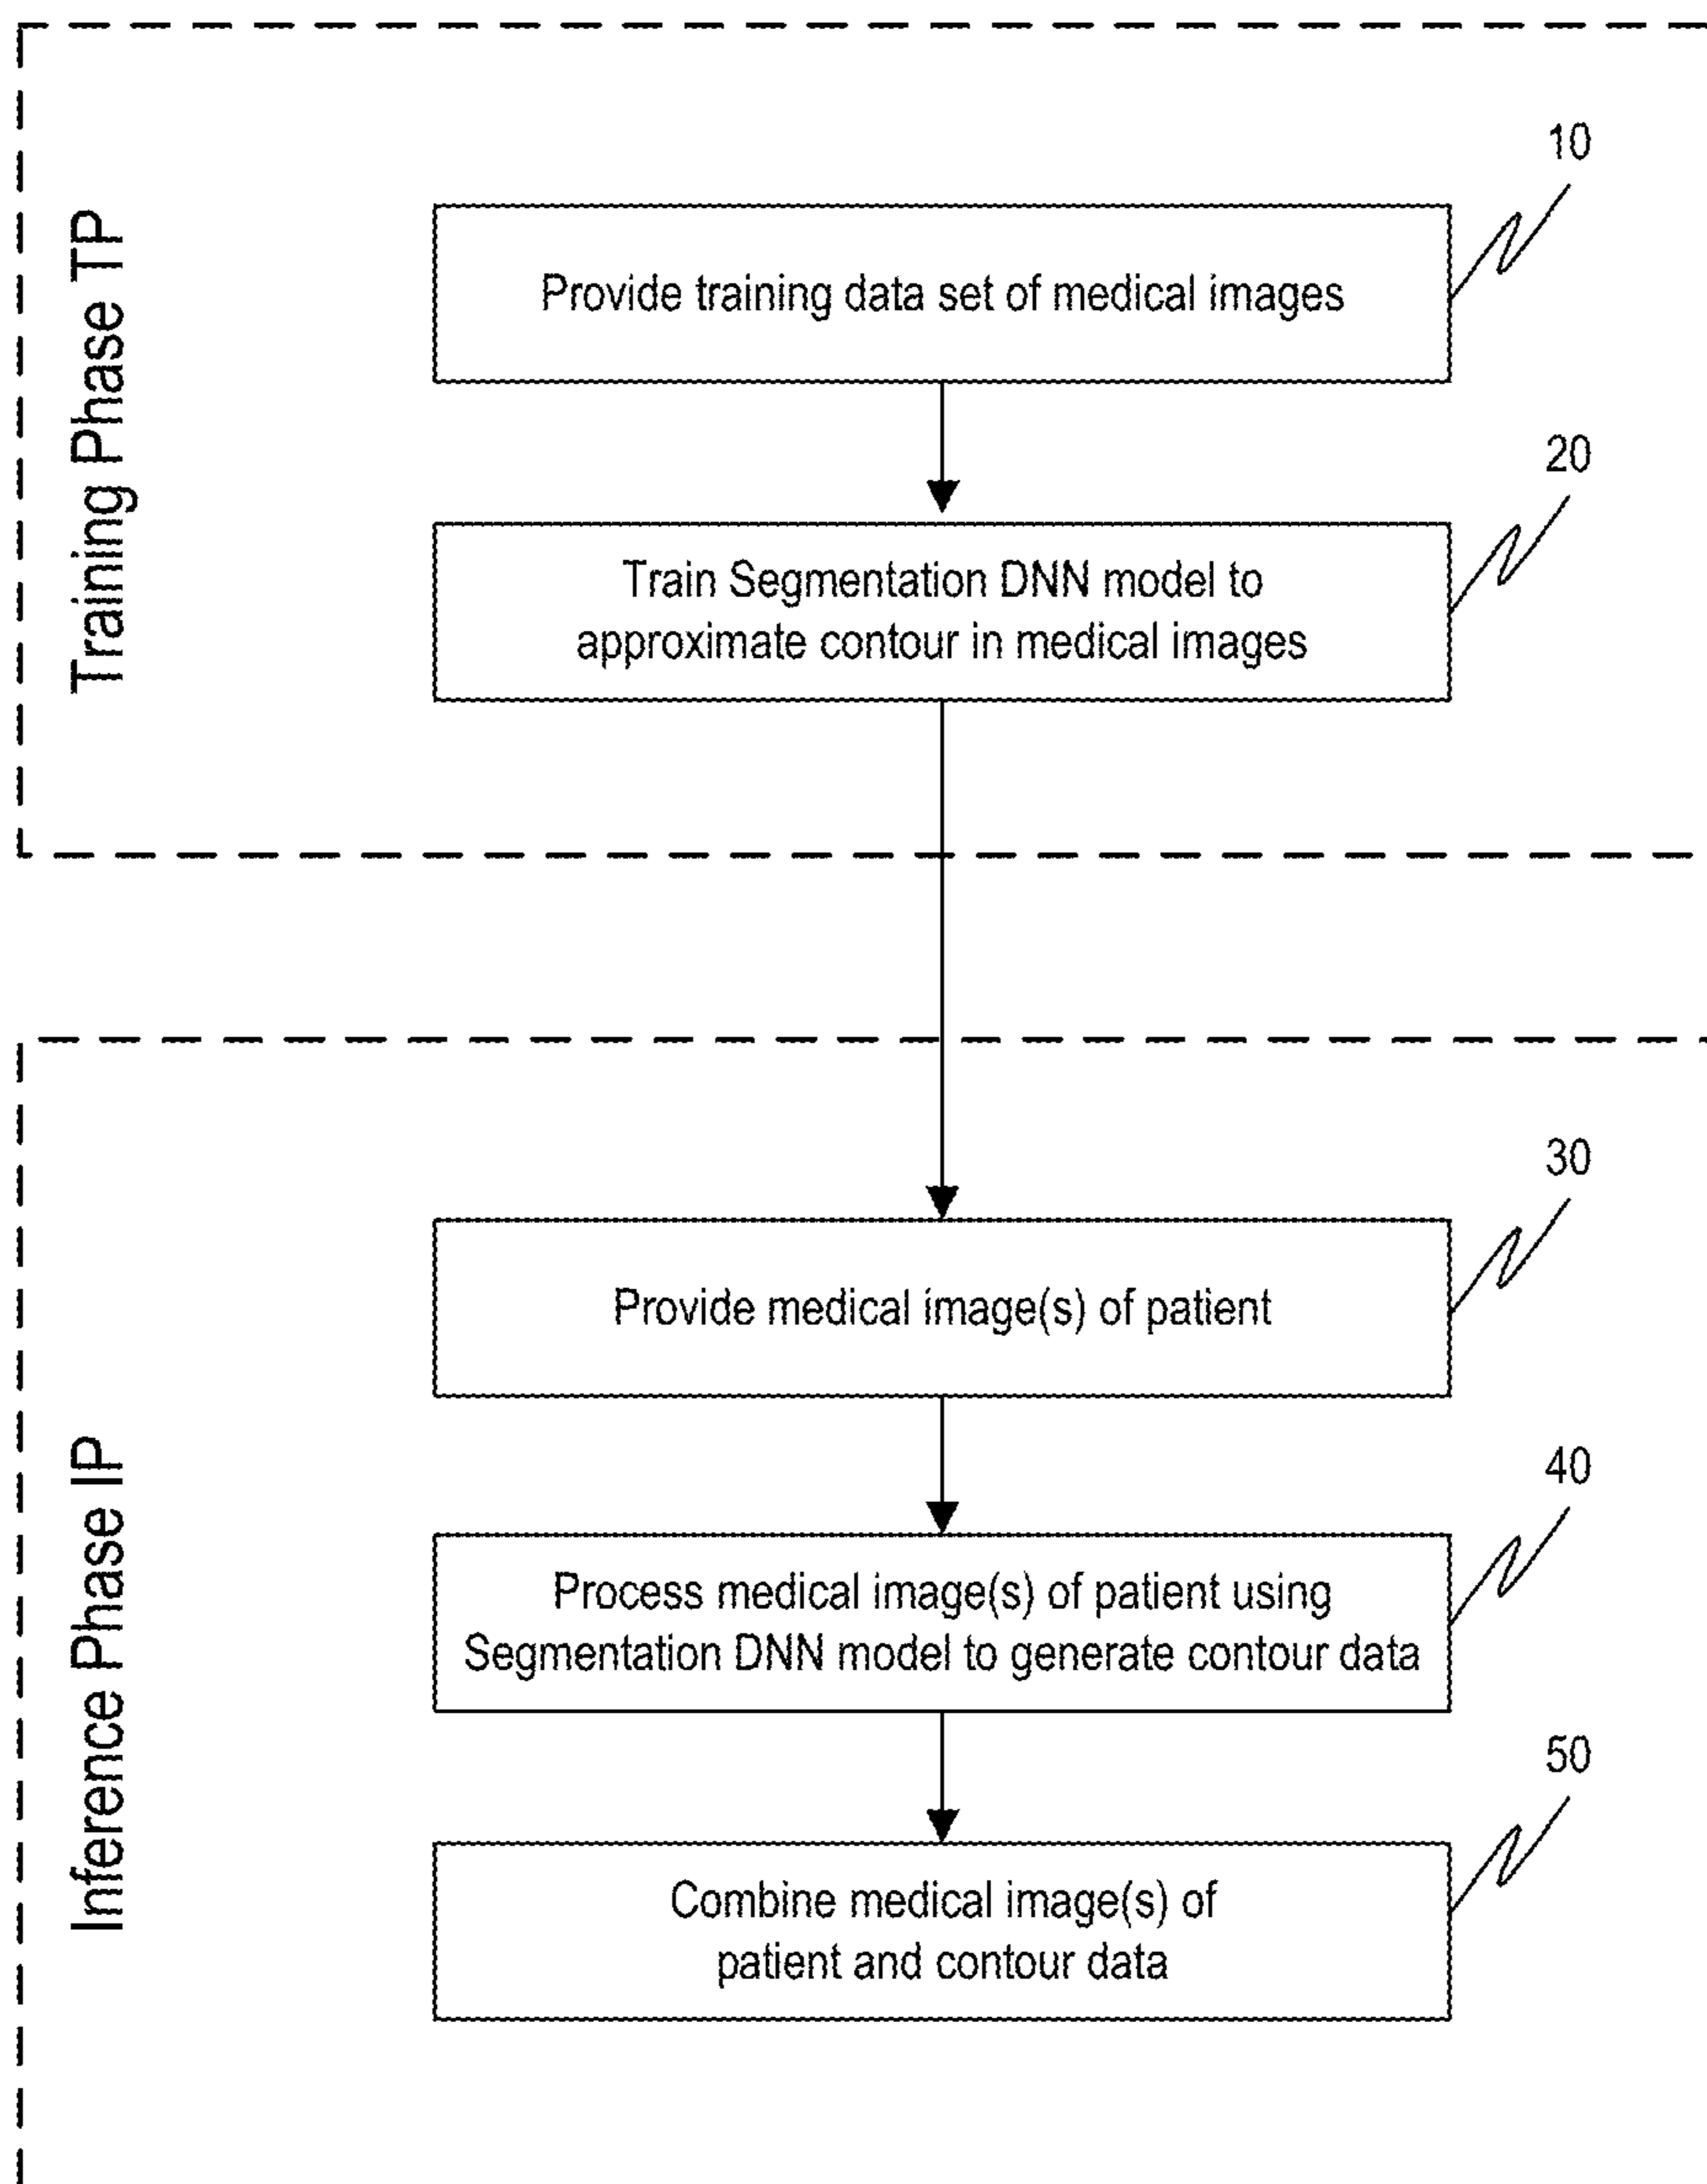 Training Phase TP
10
Provide training data set of medical images
20
Train Segmentation DNN model to
approximate contour in medical images
Inference Phase IP
30
Provide medical image(s) of patient
40
Process medical image(s) of patient using
Segmentation DNN model to generate contour data
50
Combine medical image(s) of
patient and contour data